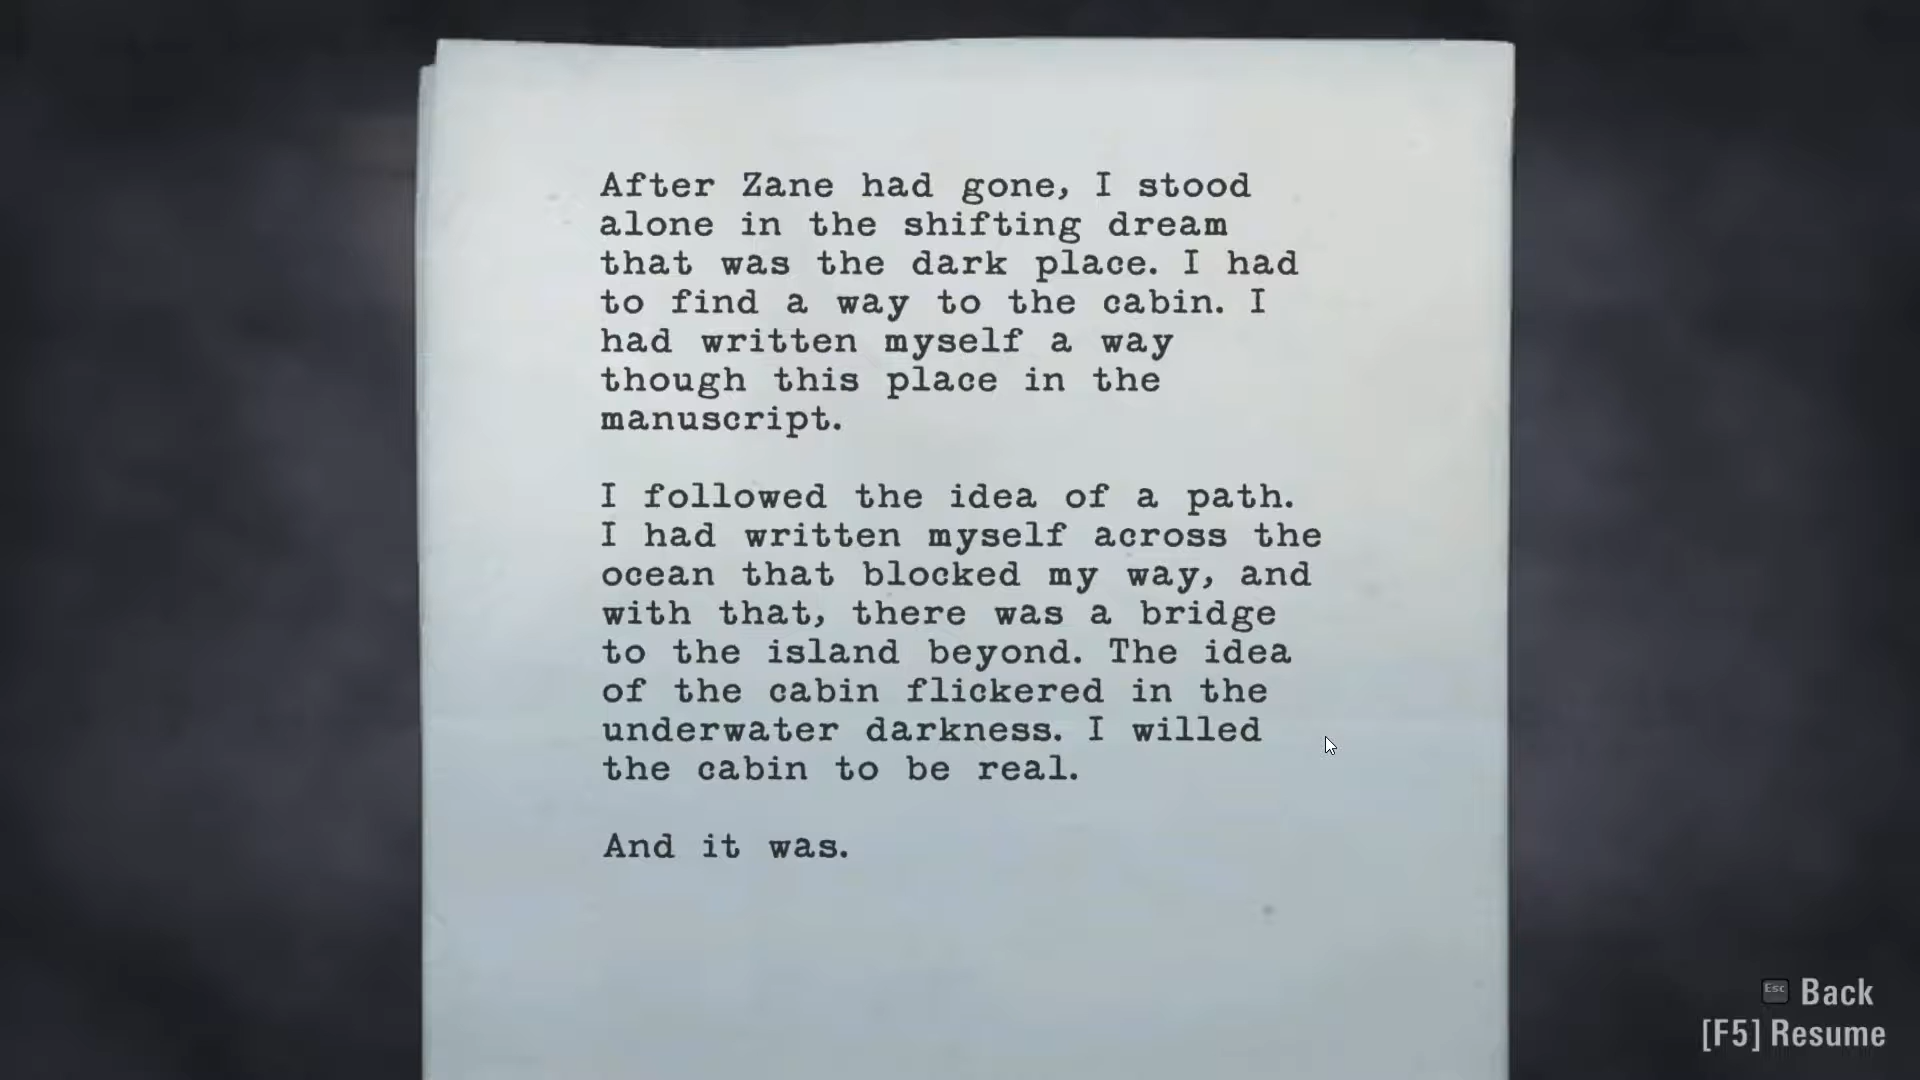 After Zane had gone, I stood
alone in the shifting dream
that was the dark place. I had
to find a way to the cabin. I
had written myself a way
though this place in the
manuscript.
I followed the idea of a path.
I had written myself across the
ocean that blocked my way, and
with that, there was a bridge
to the island beyond. The idea
of the cabin flickered in the
underwater darkness. I willed
the cabin to be real.
And it was.
Esc Back
[F5] Resume